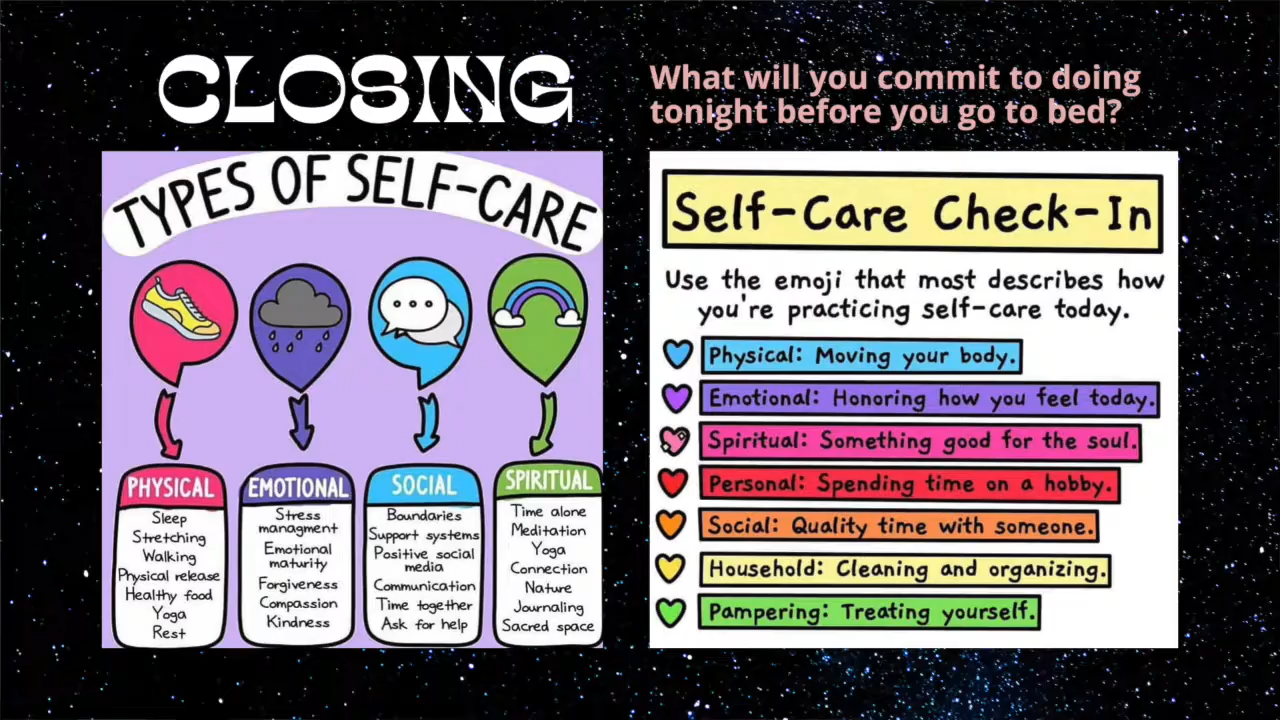 CLOSING
What will you commit to doing
tonight before you go to bed?
TYPES OF SELF-CARE
PHYSICAL
Sleep
Stretching
Walking
Physical release
Healthy food
Yoga
Rest
EMOTIONAL
Stress
managment
Emotional
maturity
Forgiveness
Compassion
Kindness
SOCIAL
Boundaries
Support systems
Positive social
media
Communication
Time together
Ask for help
SPIRITUAL
Time alone
Meditation
Yoga
Connection
Nature
Journaling
Sacred space
Self-Care Check-In
Use the emoji that most describes how
you're practicing self-care today.
Physical: Moving your body.
Emotional: Honoring how you feel today.
Spiritual: Something good for the soul.
Personal: Spending time on a hobby.
Social: Quality time with someone.
Household: Cleaning and organizing.
Pampering: Treating yourself.